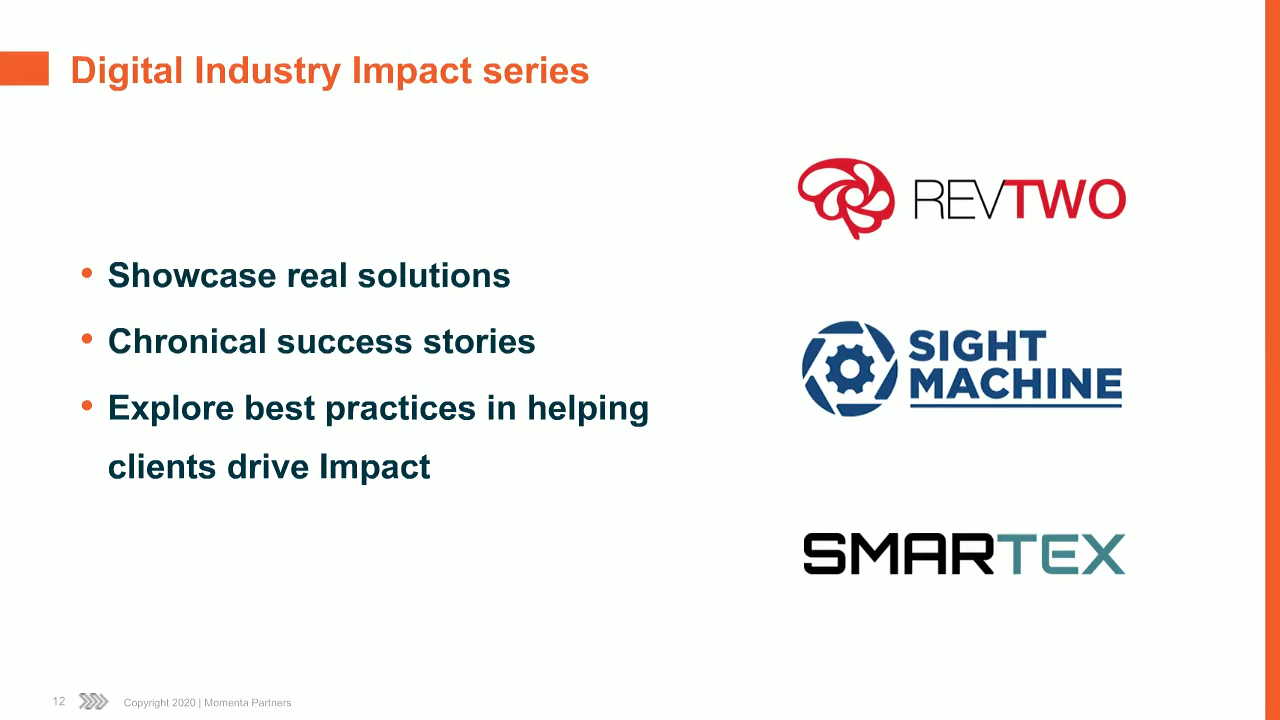 Digital Industry Impact series
• Showcase real solutions
• Chronical success stories
• Explore best practices in helping
clients drive Impact
REVTWO
SIGHT
MACHINE
SMARTEX
12
Copyright 2020 | Momenta Partners